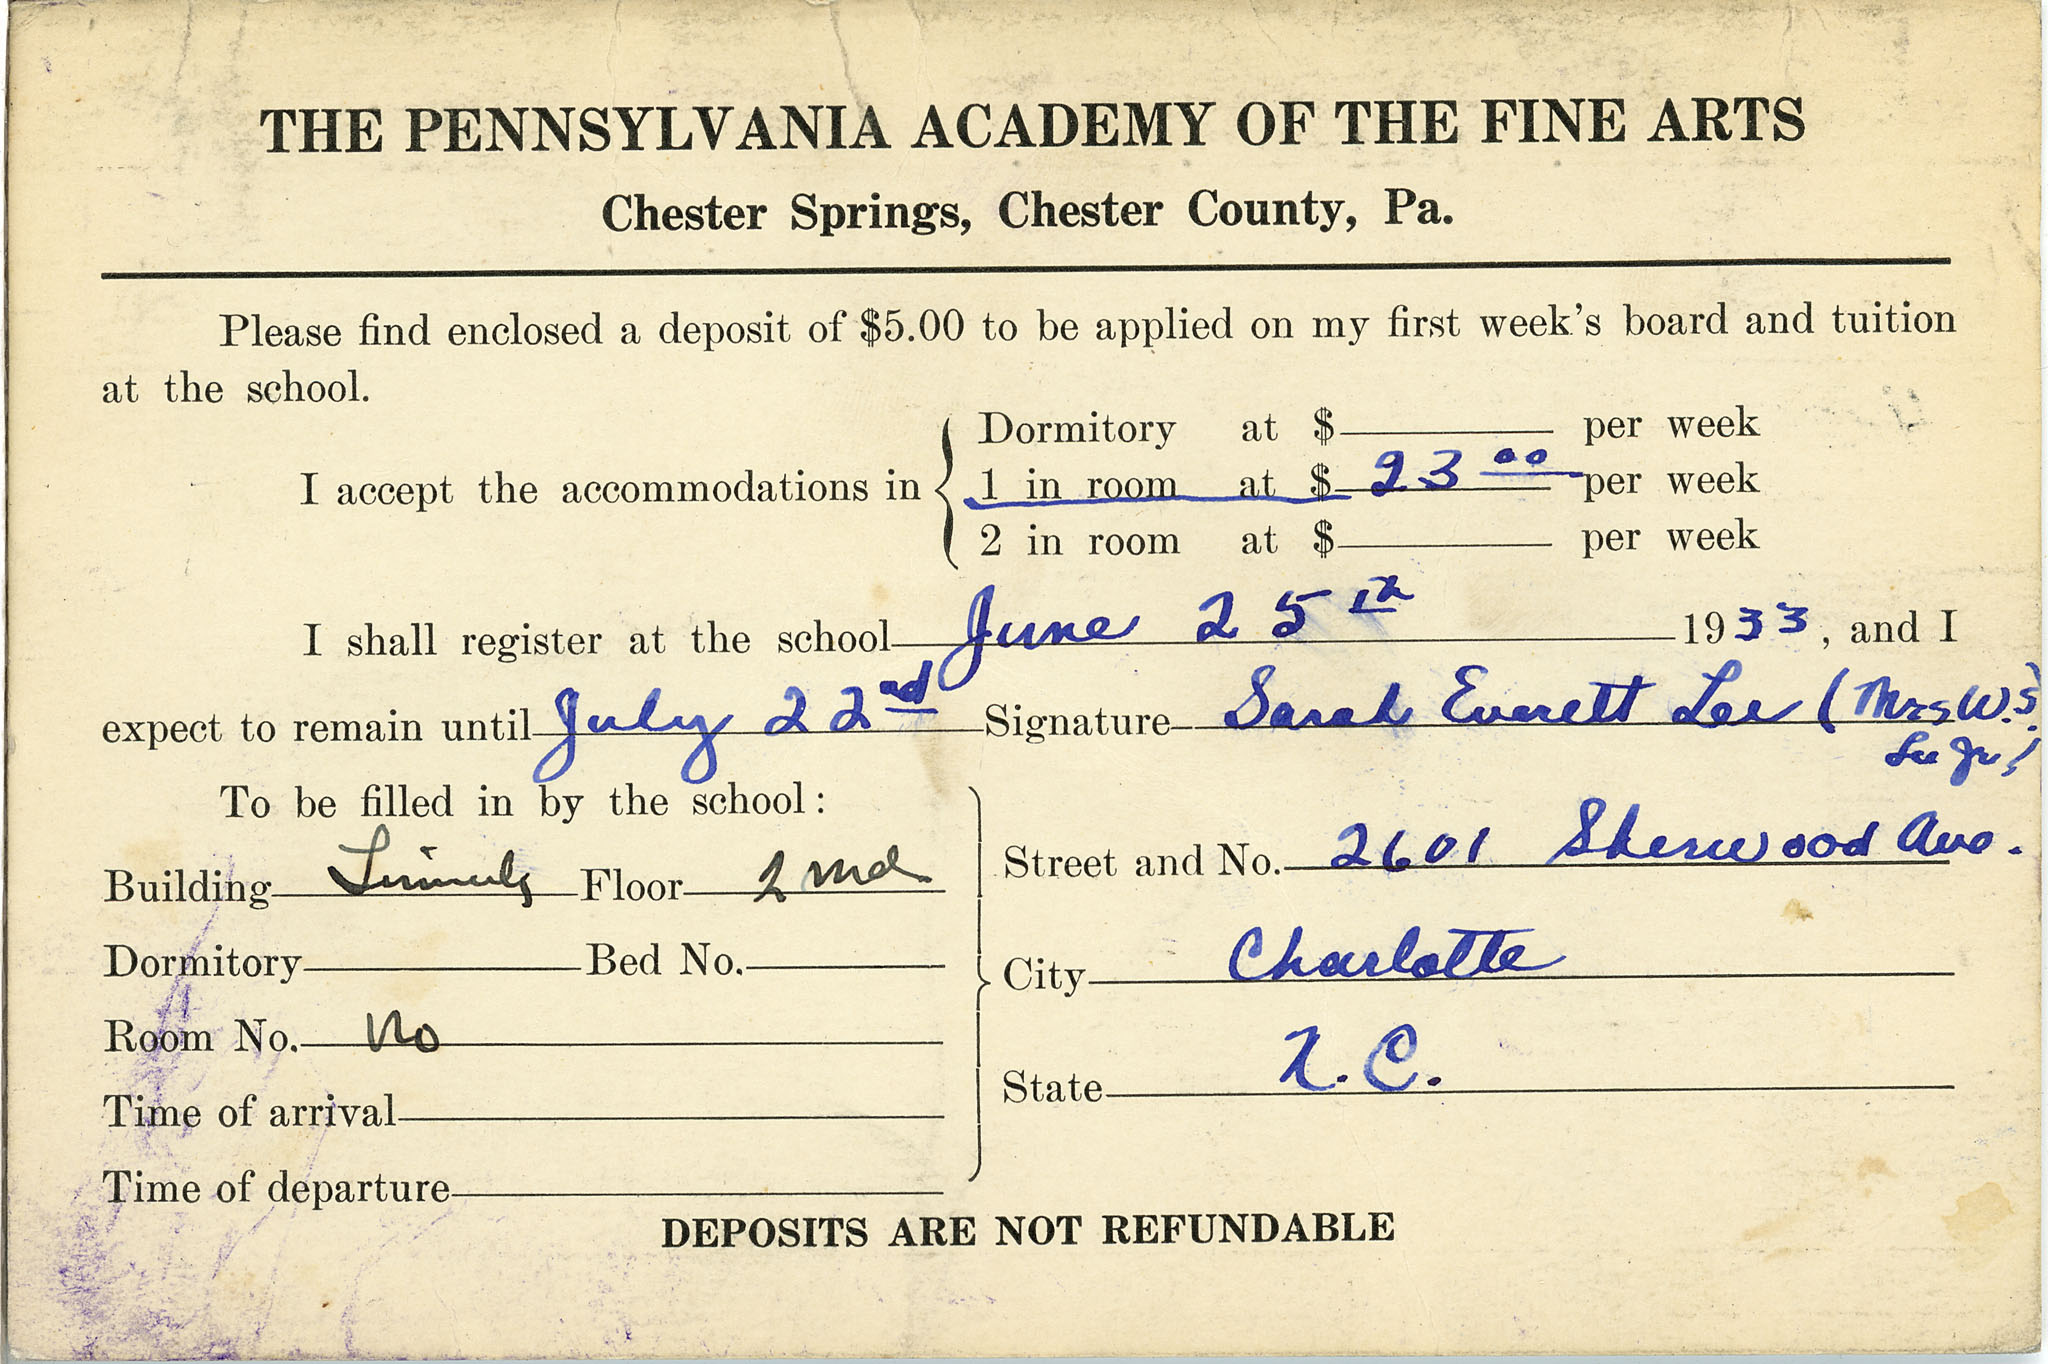 THE PENNSYLVANIA ACADEMY OF THE FINE ARTS
Chester Springs, Chester County, Pa.
Please find enclosed a deposit of $5.00 to be applied on my first week's board and tuition
at the school.
Dormitory at $ per week
I accept the accommodations in 1 in room at $ 23 00 per week
2 in room at $ per week
I shall register at the school June 25th 1933, and I
expect to remain until July 22nd Signature Sarah Everett Lee (Mrs W.S.
Lee Jr.)
To be filled in by the school:
Street and No. 2601 Sherwood Ave.
Building Floor 2nd
Dormitory Bed No.
City Charlotte
Room No. No
State N.C.
Time of arrival
Time of departure
DEPOSITS ARE NOT REFUNDABLE